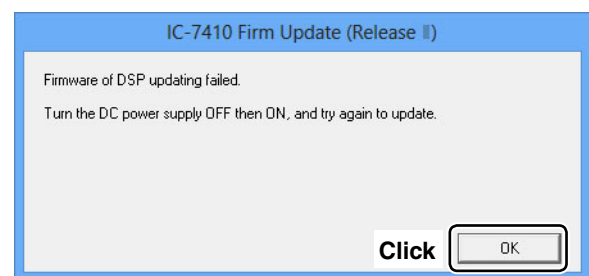 IC-7410 Firm Update (Release )
Firmware of DSP updating failed.
Turn the DC power supply OFF then ON, and try again to update.
Click
OK